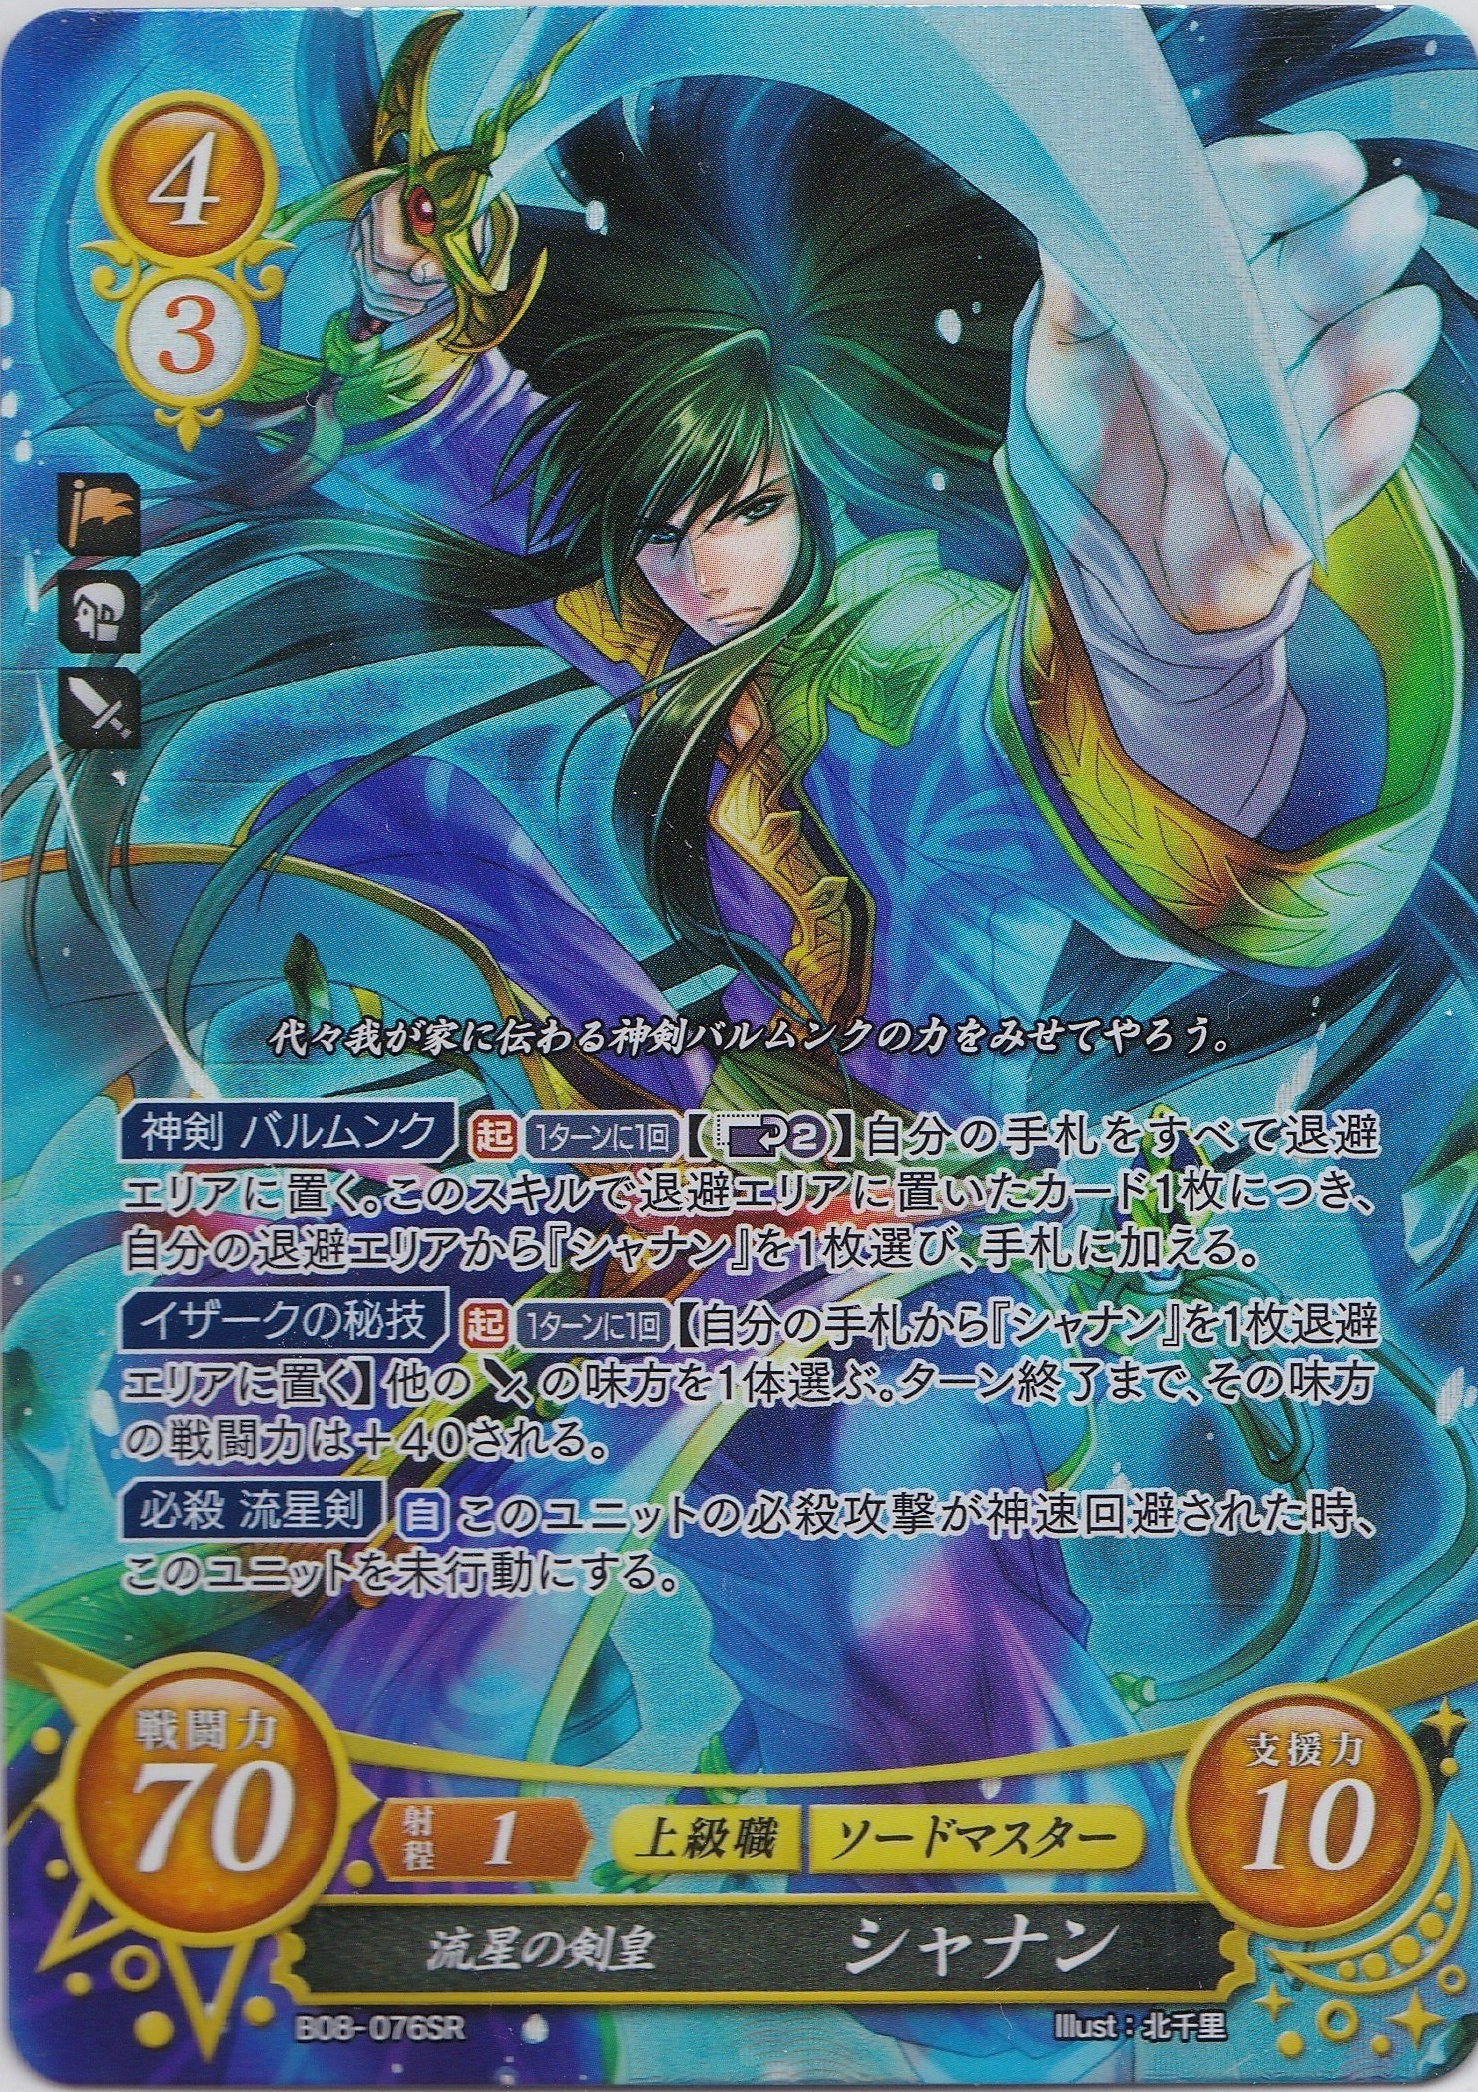 4
3
代々我が家に伝わる神剣バルムンクの力をみせてやろう。
神剣 バルムンク 起 1ターンに1回【2】自分の手札をすべて退避
エリアに置く。このスキルで退避エリアに置いたカード1枚につき、
自分の退避エリアから『シャナン』を1枚選び、手札に加える。
イザークの秘技 起 1ターンに1回【自分の手札から『シャナン』を1枚退避
エリアに置く】他の の味方を1体選ぶ。ターン終了まで、その味方
の戦闘力は＋40される。
必殺 流星剣 自 このユニットの必殺攻撃が神速回避された時、
このユニットを未行動にする。
戦闘力
70
射程 1
上級職 ソードマスター
支援力
10
流星の剣皇 シャナン
B08-076SR
Illust：北千里